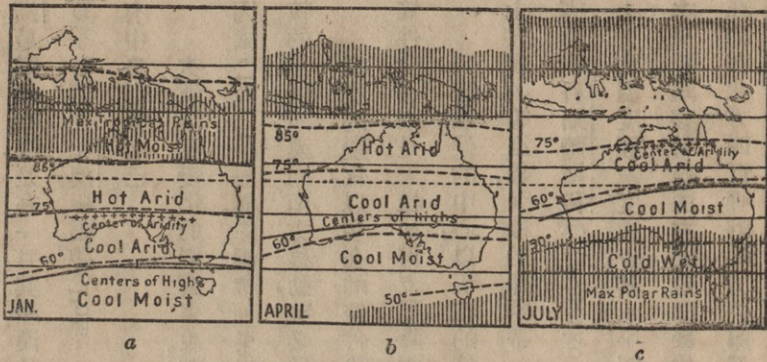 Max Tropical Rains
Hot Moist
85°
Hot Arid
75°
Center of Aridity
Cool Arid
60°
Centers of Highs
Cool Moist
JAN.
85°
Hot Arid
75°
Cool Arid
Centers of Highs
60°
Cool Moist
50°
APRIL
75°
Center of Aridity
Cool Arid
60°
Cool Moist
Cold Wet
Max Polar Rains
JULY
a
b
c